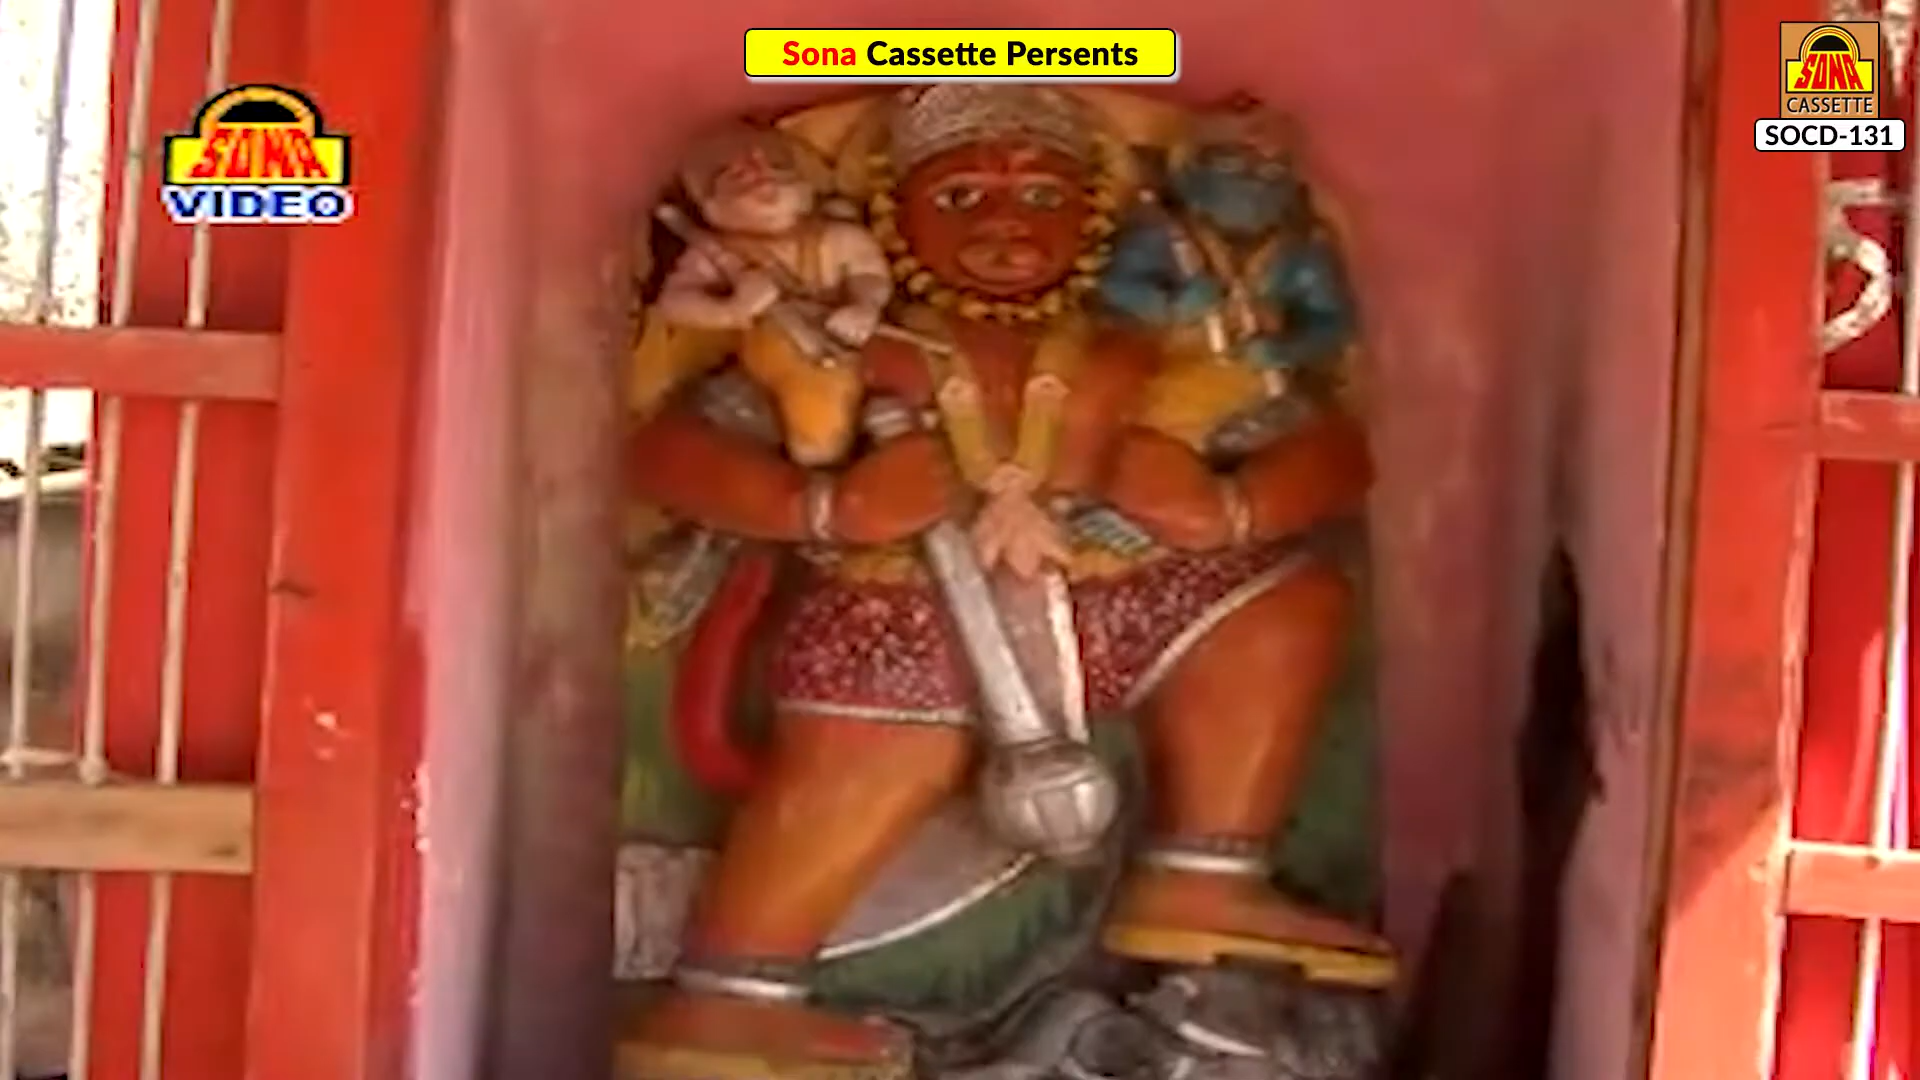 Sona Cassette Persents
SONA
VIDEO
SONA
CASSETTE
SOCD-131